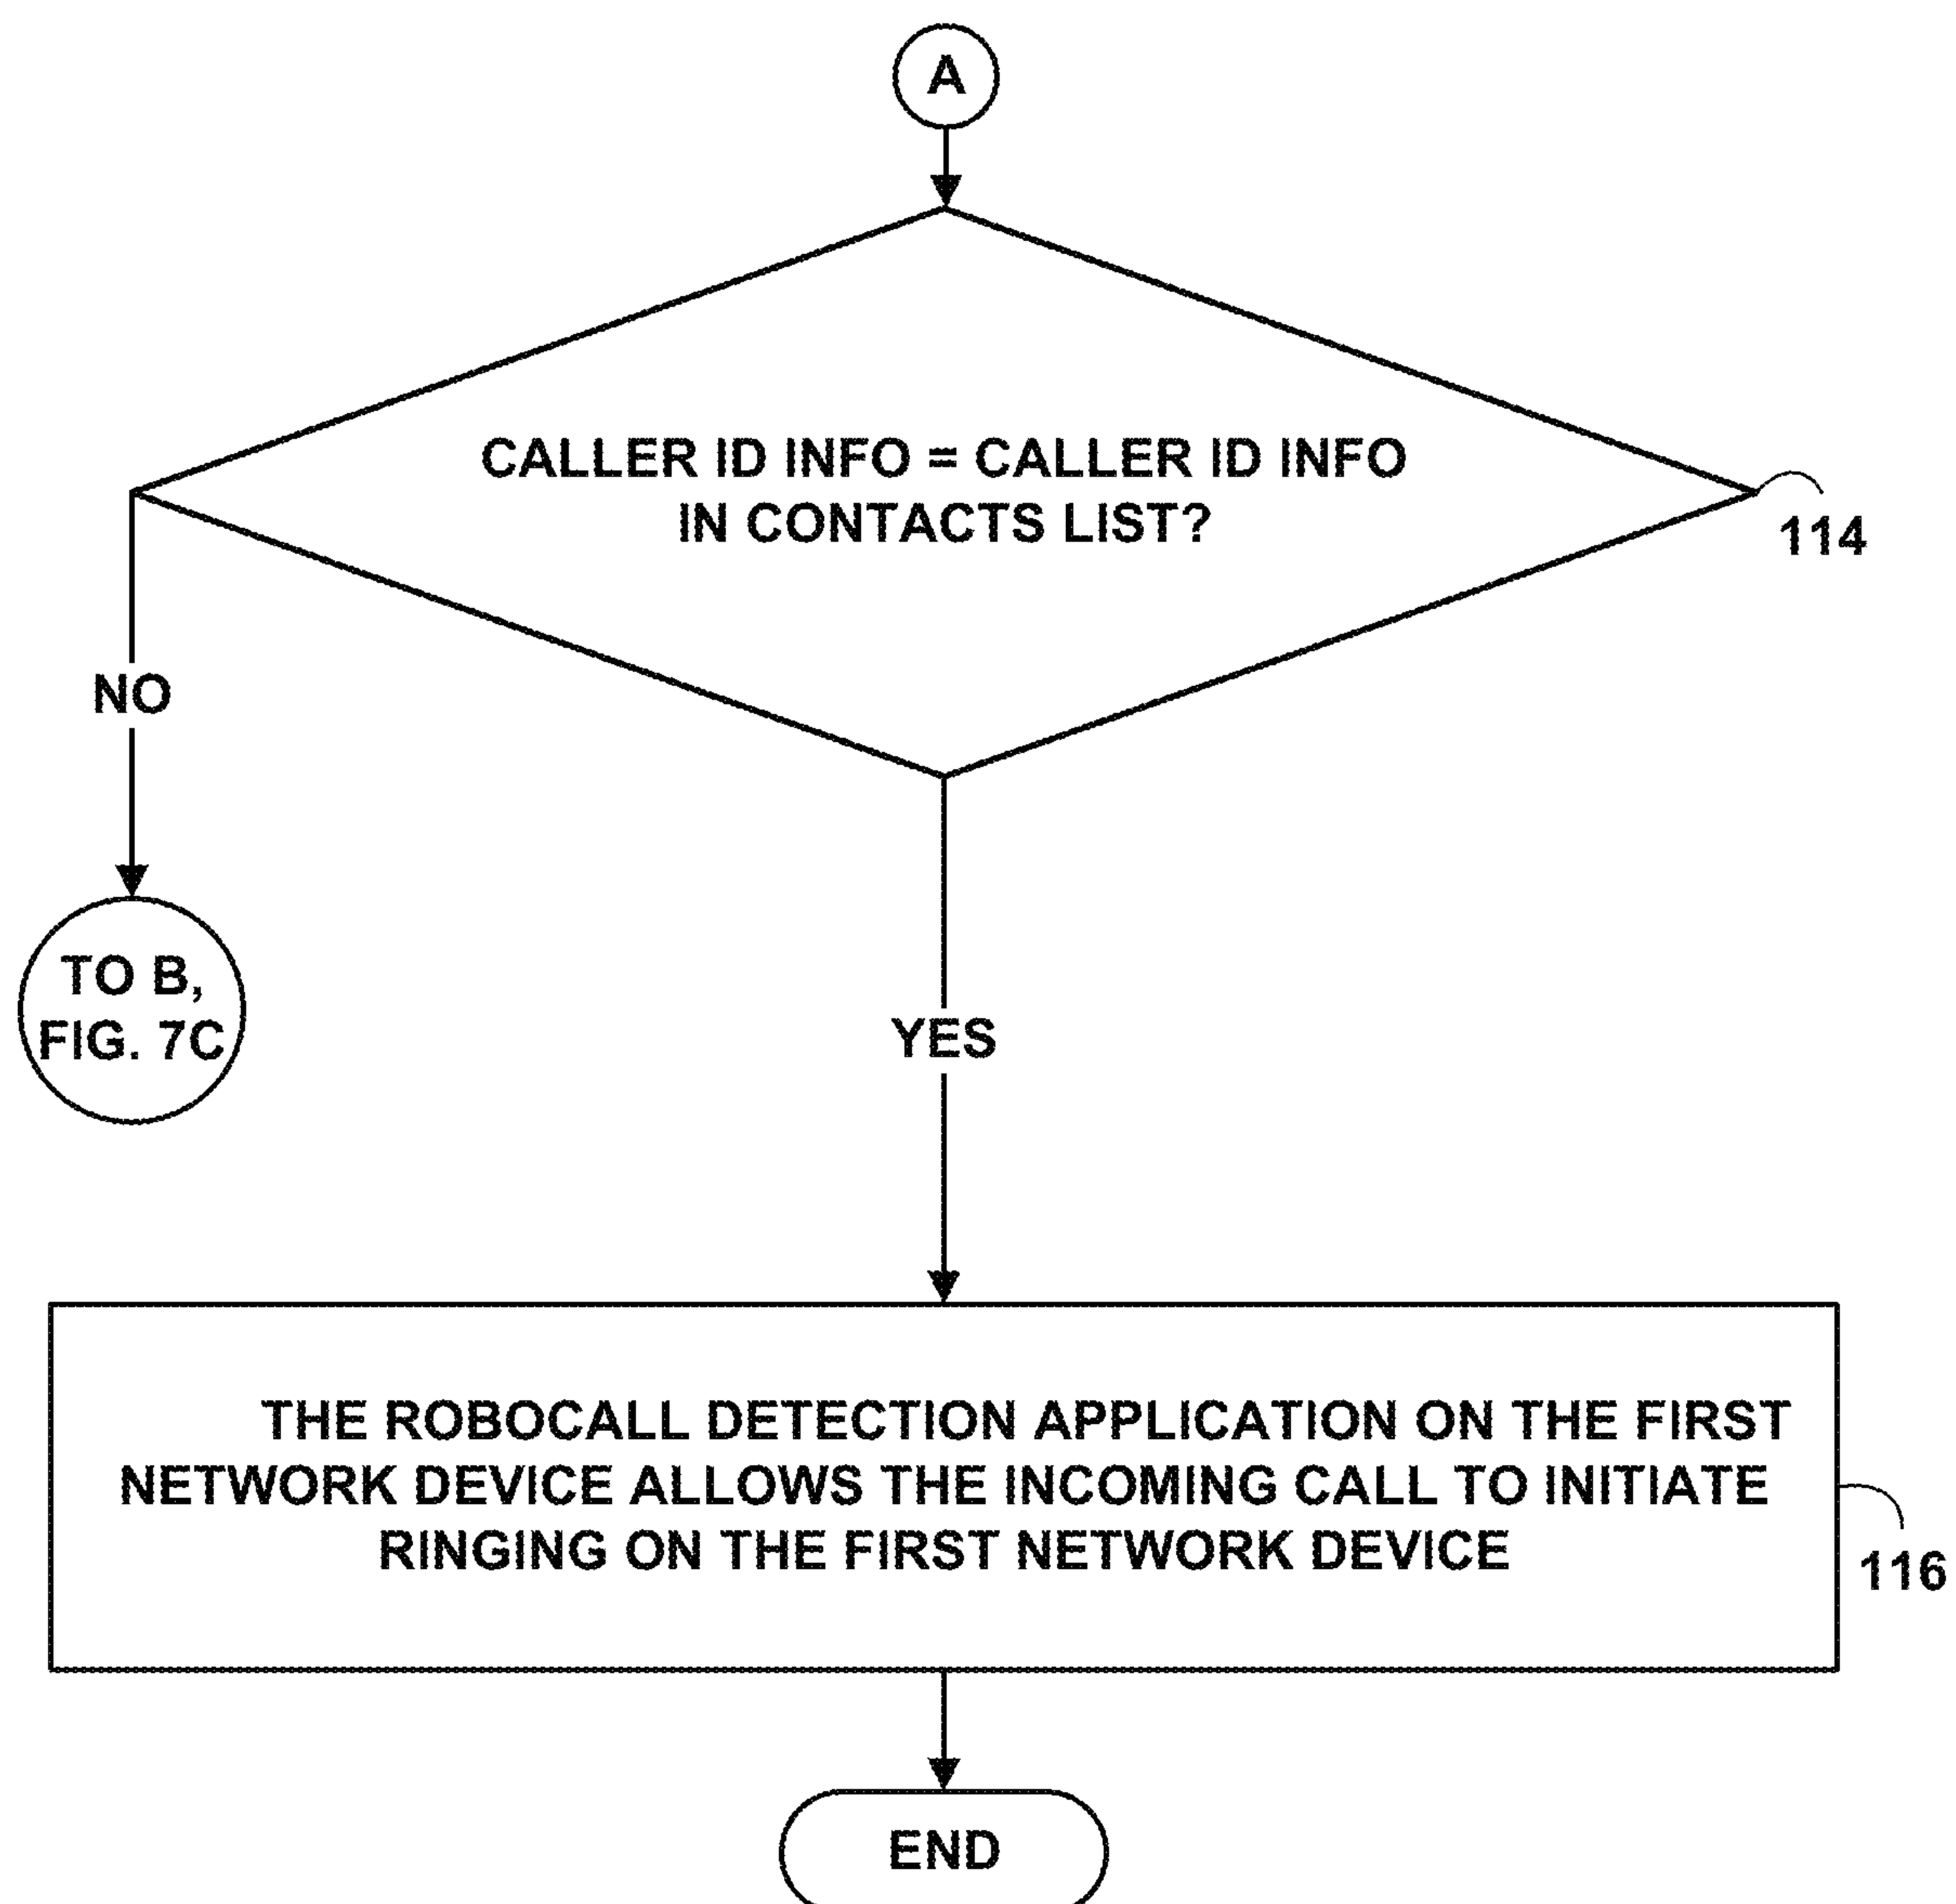 A
CALLER ID INFO = CALLER ID INFO
IN CONTACTS LIST?
114
NO
TO B,
FIG. 7C
YES
THE ROBOCALL DETECTION APPLICATION ON THE FIRST
NETWORK DEVICE ALLOWS THE INCOMING CALL TO INITIATE
RINGING ON THE FIRST NETWORK DEVICE
116
END